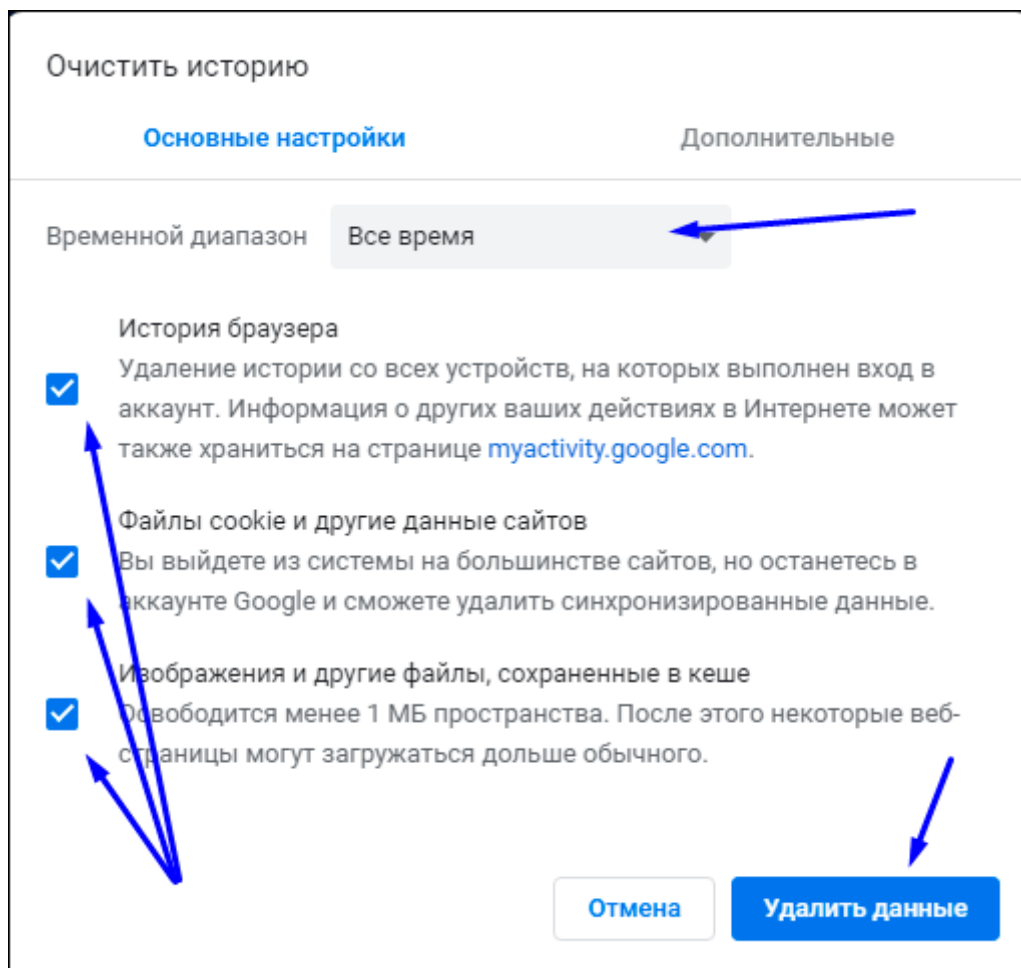 Очистить историю
Основные настройки Дополнительные
Временной диапазон Все время
История браузера
Удаление истории со всех устройств, на которых выполнен вход в
аккаунт. Информация о других ваших действиях в Интернете может
также храниться на странице myactivity.google.com.
Файлы cookie и другие данные сайтов
Вы выйдете из системы на большинстве сайтов, но останетесь в
аккаунте Google и сможете удалить синхронизированные данные.
Изображения и другие файлы, сохраненные в кеше
Освободится менее 1 МБ пространства. После этого некоторые веб-
страницы могут загружаться дольше обычного.
Отмена Удалить данные